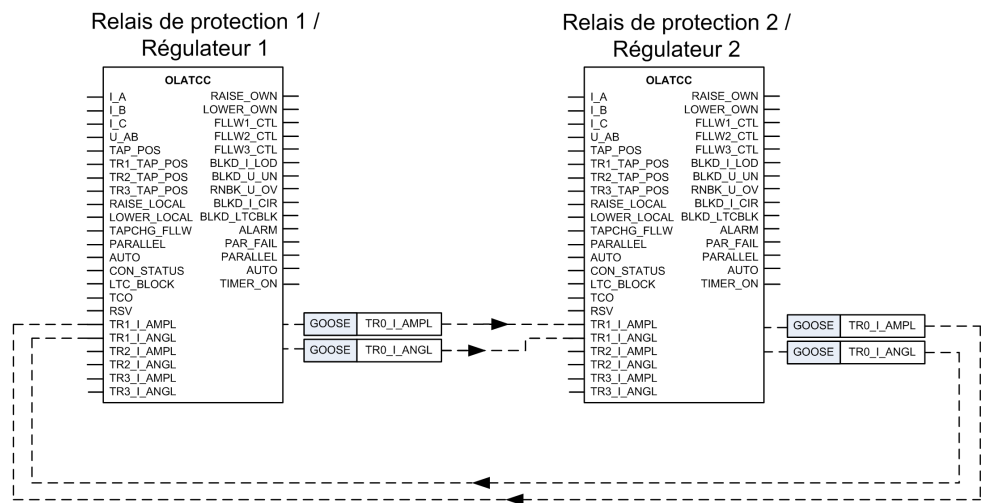 Relais de protection 1 /
Régulateur 1
OLATCC
I_A RAISE_OWN
I_B LOWER_OWN
I_C FLLW1_CTL
U_AB FLLW2_CTL
TAP_POS FLLW3_CTL
TR1_TAP_POS BLKD_I_LOD
TR2_TAP_POS BLKD_U_UN
TR3_TAP_POS RNBK_U_OV
RAISE_LOCAL BLKD_I_CIR
LOWER_LOCAL BLKD_LTCBLK
TAPCHG_FLLW ALARM
PARALLEL PAR_FAIL
AUTO PARALLEL
CON_STATUS AUTO
LTC_BLOCK TIMER_ON
TCO
RSV
TR1_I_AMPL
TR1_I_ANGL
TR2_I_AMPL
TR2_I_ANGL
TR3_I_AMPL
TR3_I_ANGL
GOOSE TR0_I_AMPL
GOOSE TR0_I_ANGL
Relais de protection 2 /
Régulateur 2
OLATCC
I_A RAISE_OWN
I_B LOWER_OWN
I_C FLLW1_CTL
U_AB FLLW2_CTL
TAP_POS FLLW3_CTL
TR1_TAP_POS BLKD_I_LOD
TR2_TAP_POS BLKD_U_UN
TR3_TAP_POS RNBK_U_OV
RAISE_LOCAL BLKD_I_CIR
LOWER_LOCAL BLKD_LTCBLK
TAPCHG_FLLW ALARM
PARALLEL PAR_FAIL
AUTO PARALLEL
CON_STATUS AUTO
LTC_BLOCK TIMER_ON
TCO
RSV
TR1_I_AMPL
TR1_I_ANGL
TR2_I_AMPL
TR2_I_ANGL
TR3_I_AMPL
TR3_I_ANGL
GOOSE TR0_I_AMPL
GOOSE TR0_I_ANGL